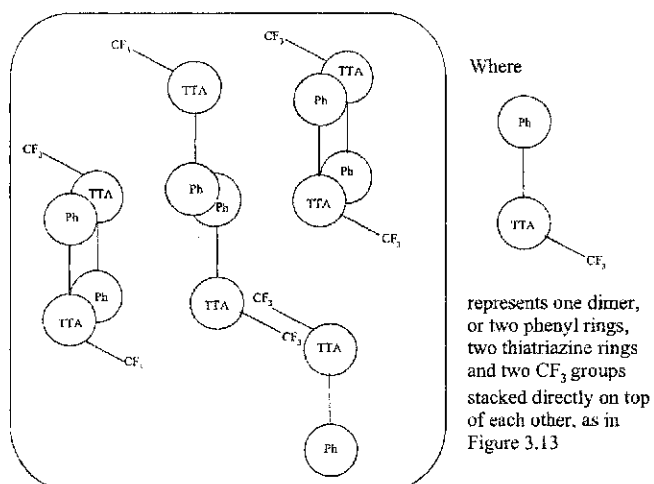 CF₃
TTA
Ph
Ph
TTA
CF₃
CF₃
TTA
Ph
Ph
TTA
CF₃
CF₃
TTA
Ph
Ph
TTA
CF₃
CF₃
TTA
Ph
Where
Ph
TTA
CF₃
represents one dimer,
or two phenyl rings,
two thiatriazine rings
and two CF₃ groups
stacked directly on top
of each other, as in
Figure 3.13